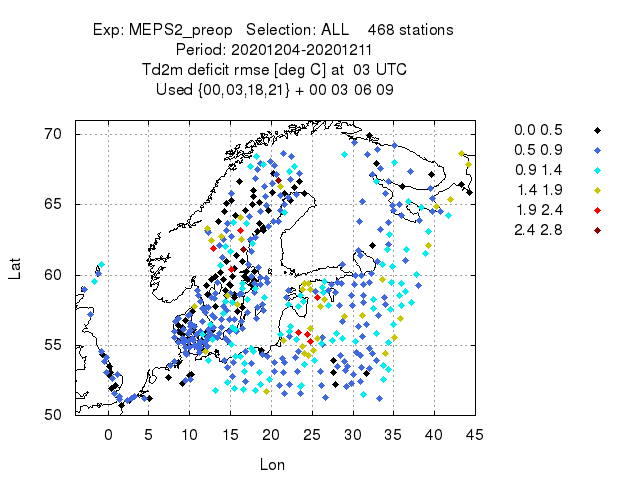 Exp: MEPS2_preop   Selection: ALL    468 stations
Period: 20201204-20201211
Td2m deficit rmse [deg C] at  03 UTC
Used {00,03,18,21} + 00 03 06 09
0.0 0.5
0.5 0.9
0.9 1.4
1.4 1.9
1.9 2.4
2.4 2.8
70
65
60
55
50
Lat
0 5 10 15 20 25 30 35 40 45
Lon